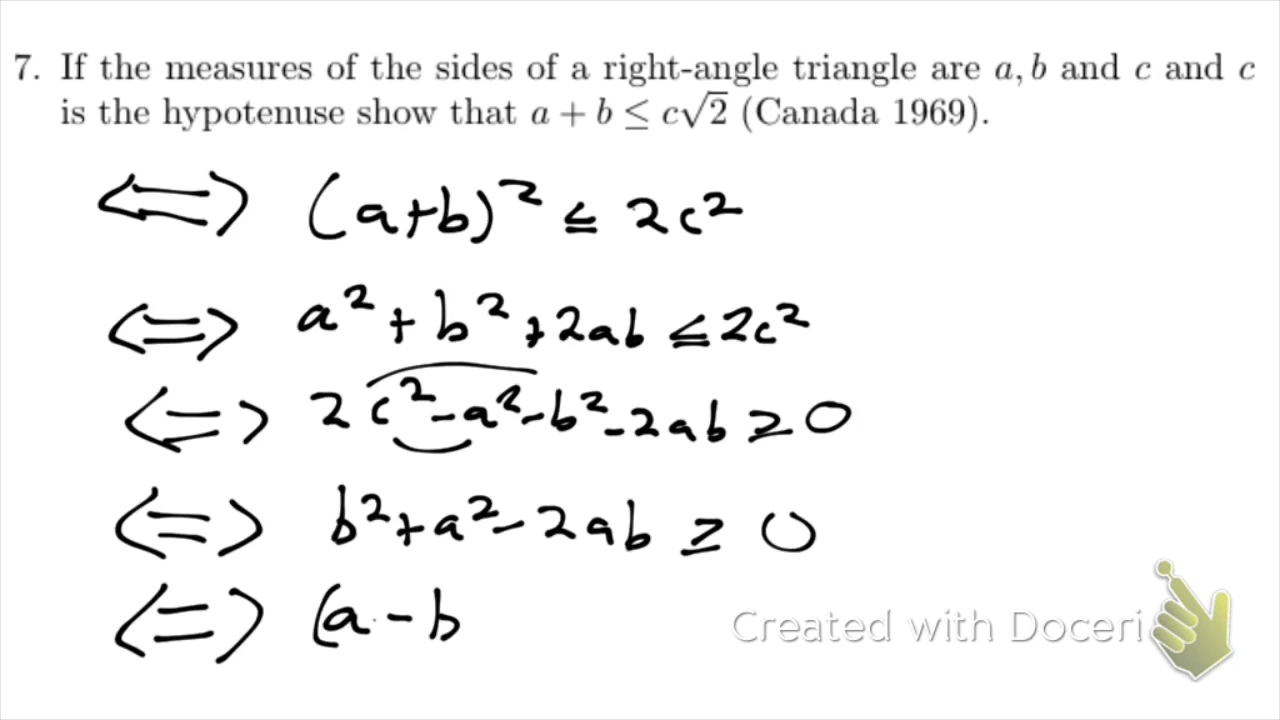 7. If the measures of the sides of a right-angle triangle are a, b and c and c
is the hypotenuse show that a + b ≤ c√2 (Canada 1969).
⟺ (a+b)² ≤ 2c²
⟺ a² + b² + 2ab ≤ 2c²
⟺ 2c² - a² - b² - 2ab ≥ 0
⟺ b² + a² - 2ab ≥ 0
⟺ (a - b
Created with Doceri